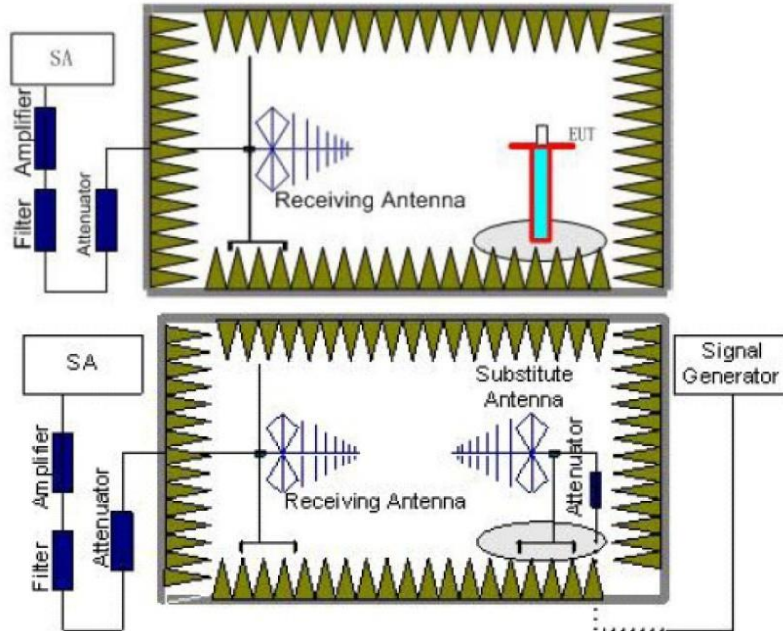 SA
Amplifier
Filter
Attenuator
Receiving Antenna
EUT
SA
Amplifier
Filter
Attenuator
Receiving Antenna
Substitute
Antenna
Attenuator
Signal
Generator